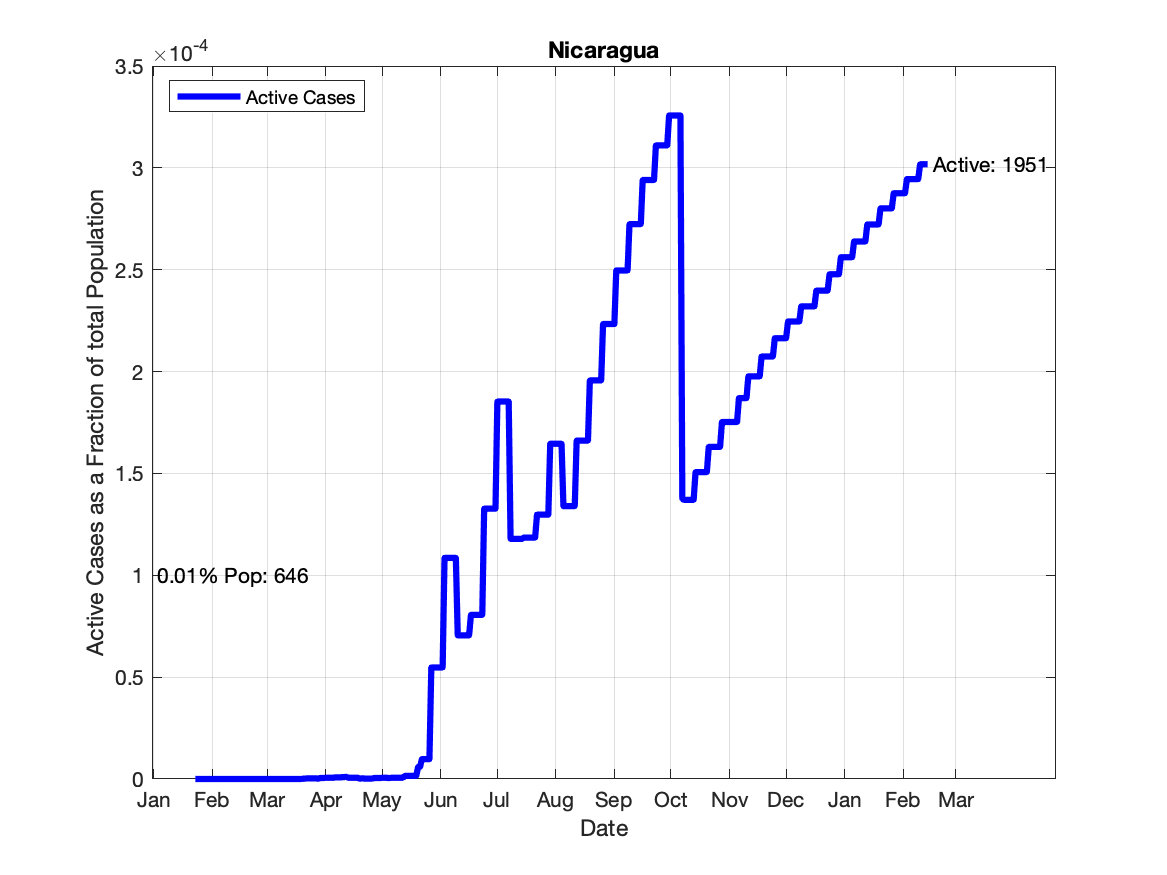 Nicaragua
×10-4
3.5
3
2.5
2
1.5
1
0.5
0
Active Cases as a Fraction of total Population
Active Cases
Active: 1951
0.01% Pop: 646
Jan Feb Mar Apr May Jun Jul Aug Sep Oct Nov Dec Jan Feb Mar
Date